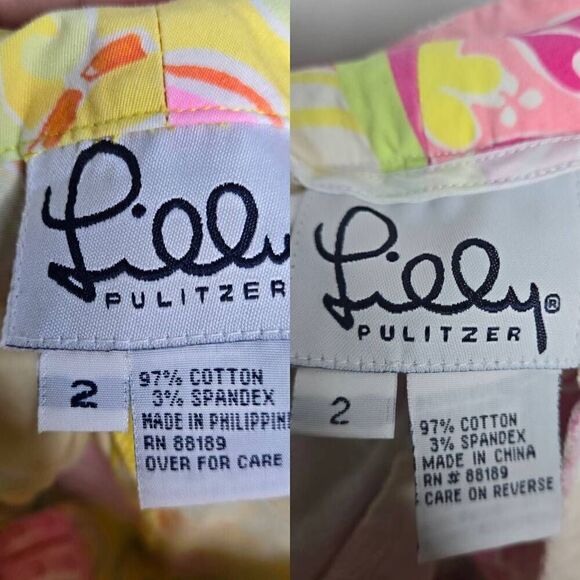 Lilly
PULITZER
2
97% COTTON
3% SPANDEX
MADE IN PHILIPPIN
RN 88189
OVER FOR CARE
Lilly®
PULITZER
2
97% COTTON
3% SPANDEX
MADE IN CHINA
RN # 88189
CARE ON REVERSE